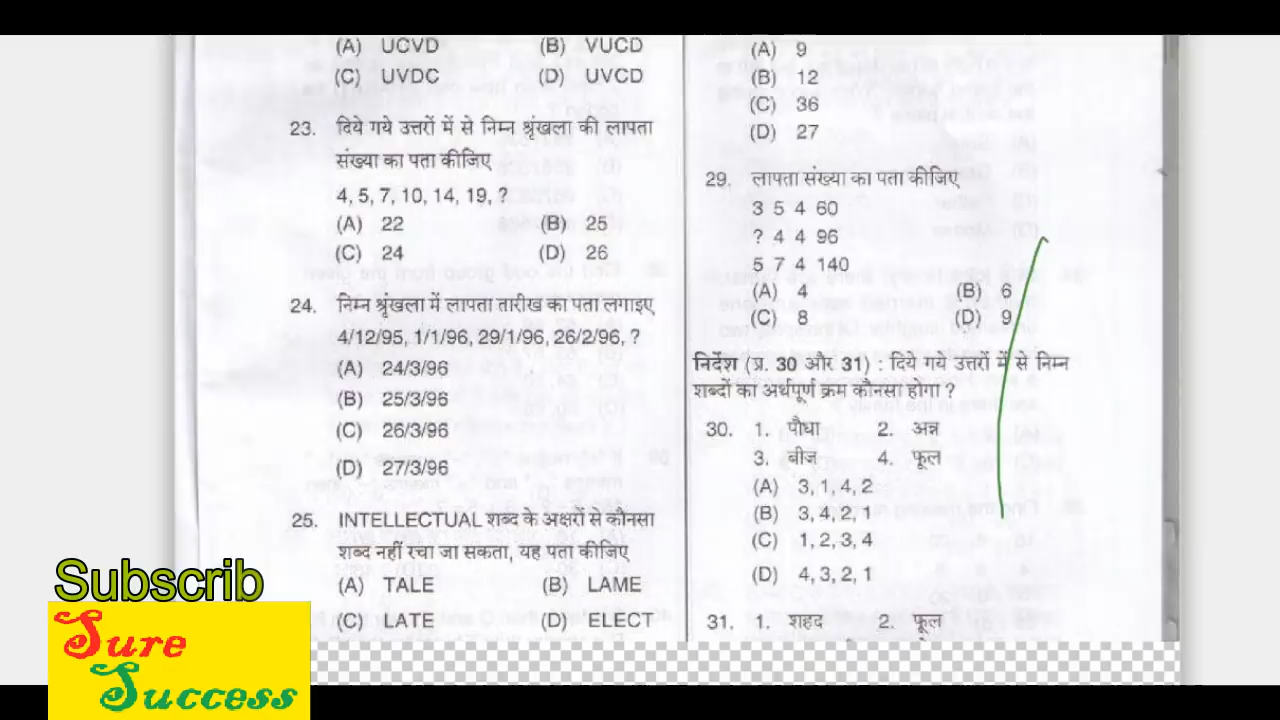 (A) UCVD (B) VUCD
(C) UVDC (D) UVCD
23. दिये गये उत्तरों में से निम्न श्रृंखला की लापता
संख्या का पता कीजिए
4, 5, 7, 10, 14, 19, ?
(A) 22 (B) 25
(C) 24 (D) 26
24. निम्न श्रृंखला में लापता तारीख का पता लगाइए
4/12/95, 1/1/96, 29/1/96, 26/2/96, ?
(A) 24/3/96
(B) 25/3/96
(C) 26/3/96
(D) 27/3/96
25. INTELLECTUAL शब्द के अक्षरों से कौनसा
शब्द नहीं रचा जा सकता, यह पता कीजिए
(A) TALE (B) LAME
(C) LATE (D) ELECT
(A) 9
(B) 12
(C) 36
(D) 27
29. लापता संख्या का पता कीजिए
3 5 4 60
? 4 4 96
5 7 4 140
(A) 4 (B) 6
(C) 8 (D) 9
निर्देश (प्र. 30 और 31) : दिये गये उत्तरों में से निम्न
शब्दों का अर्थपूर्ण क्रम कौनसा होगा ?
30. 1. पौधा 2. अन्न
3. बीज 4. फूल
(A) 3, 1, 4, 2
(B) 3, 4, 2, 1
(C) 1, 2, 3, 4
(D) 4, 3, 2, 1
31. 1. शहद 2. फूल
Subscrib
Sure
Success